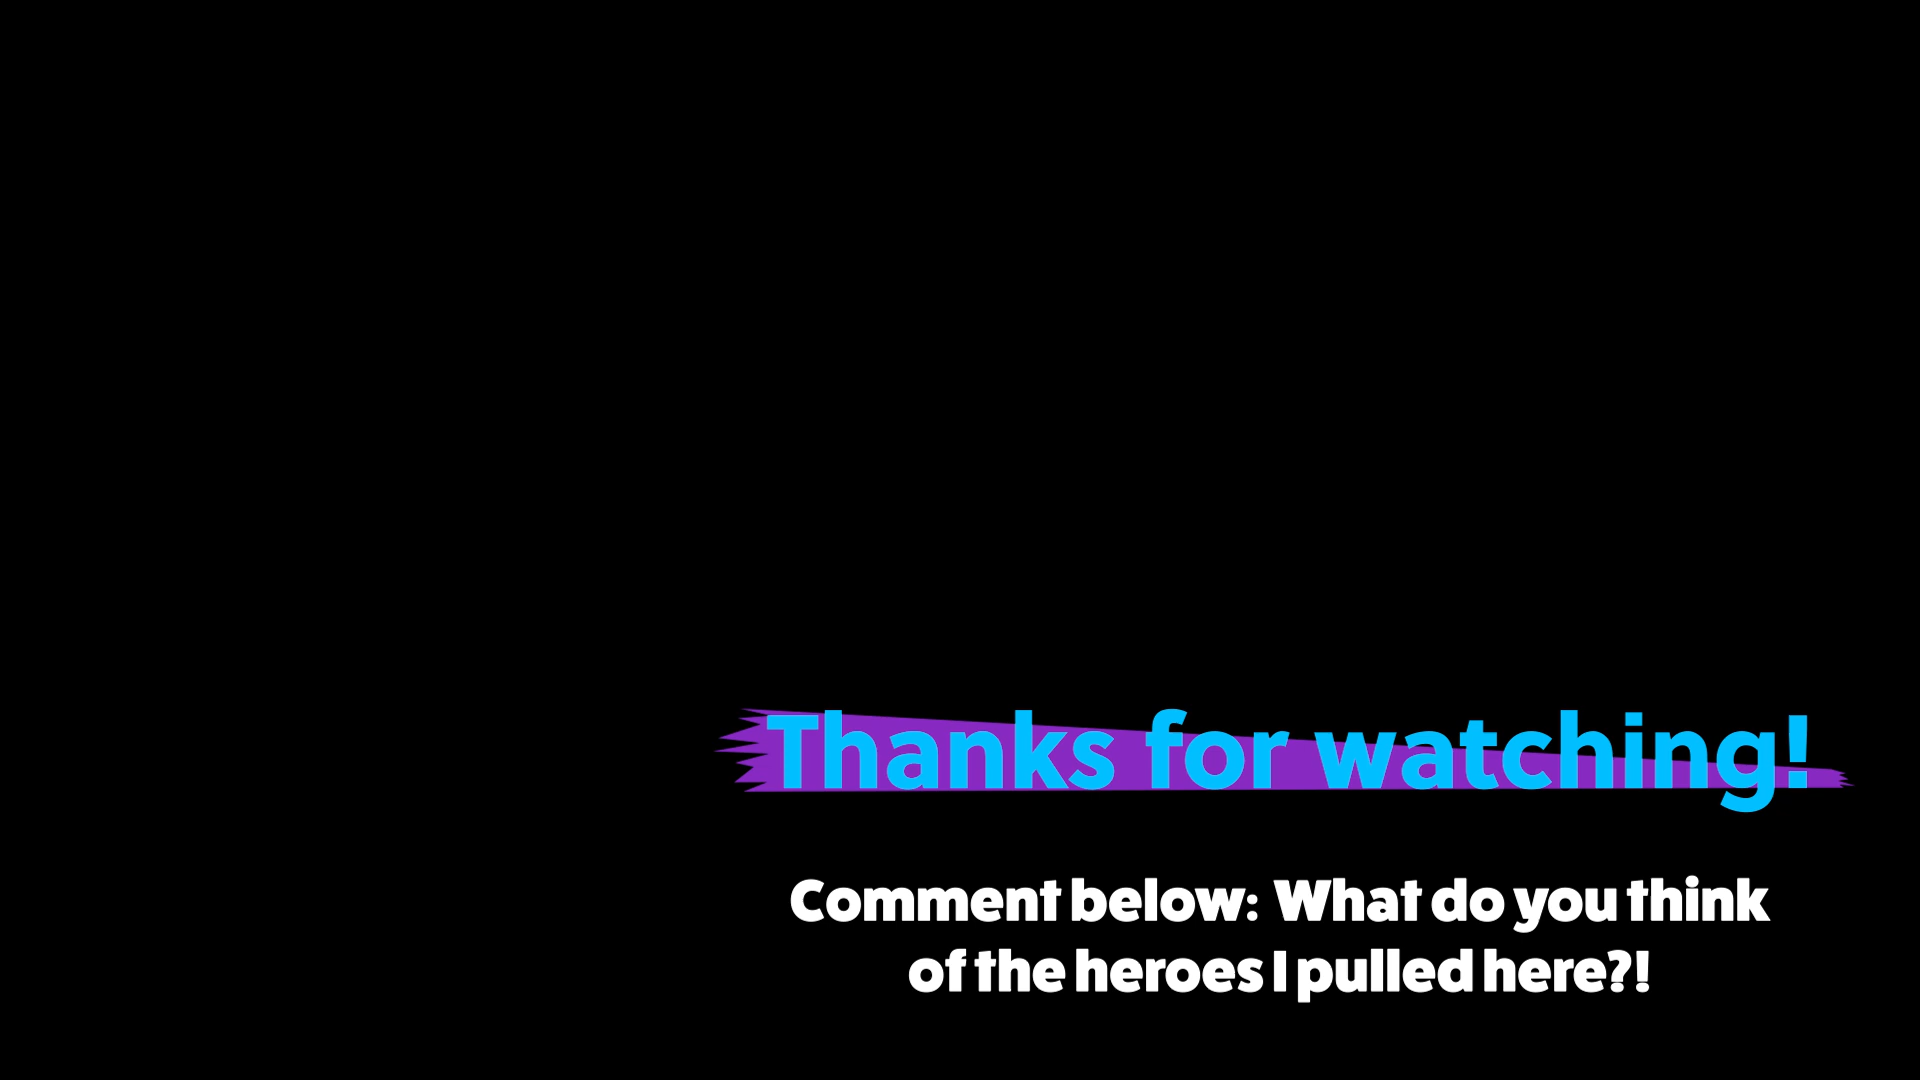 Thanks for watching!
Comment below: What do you think
of the heroes I pulled here?!